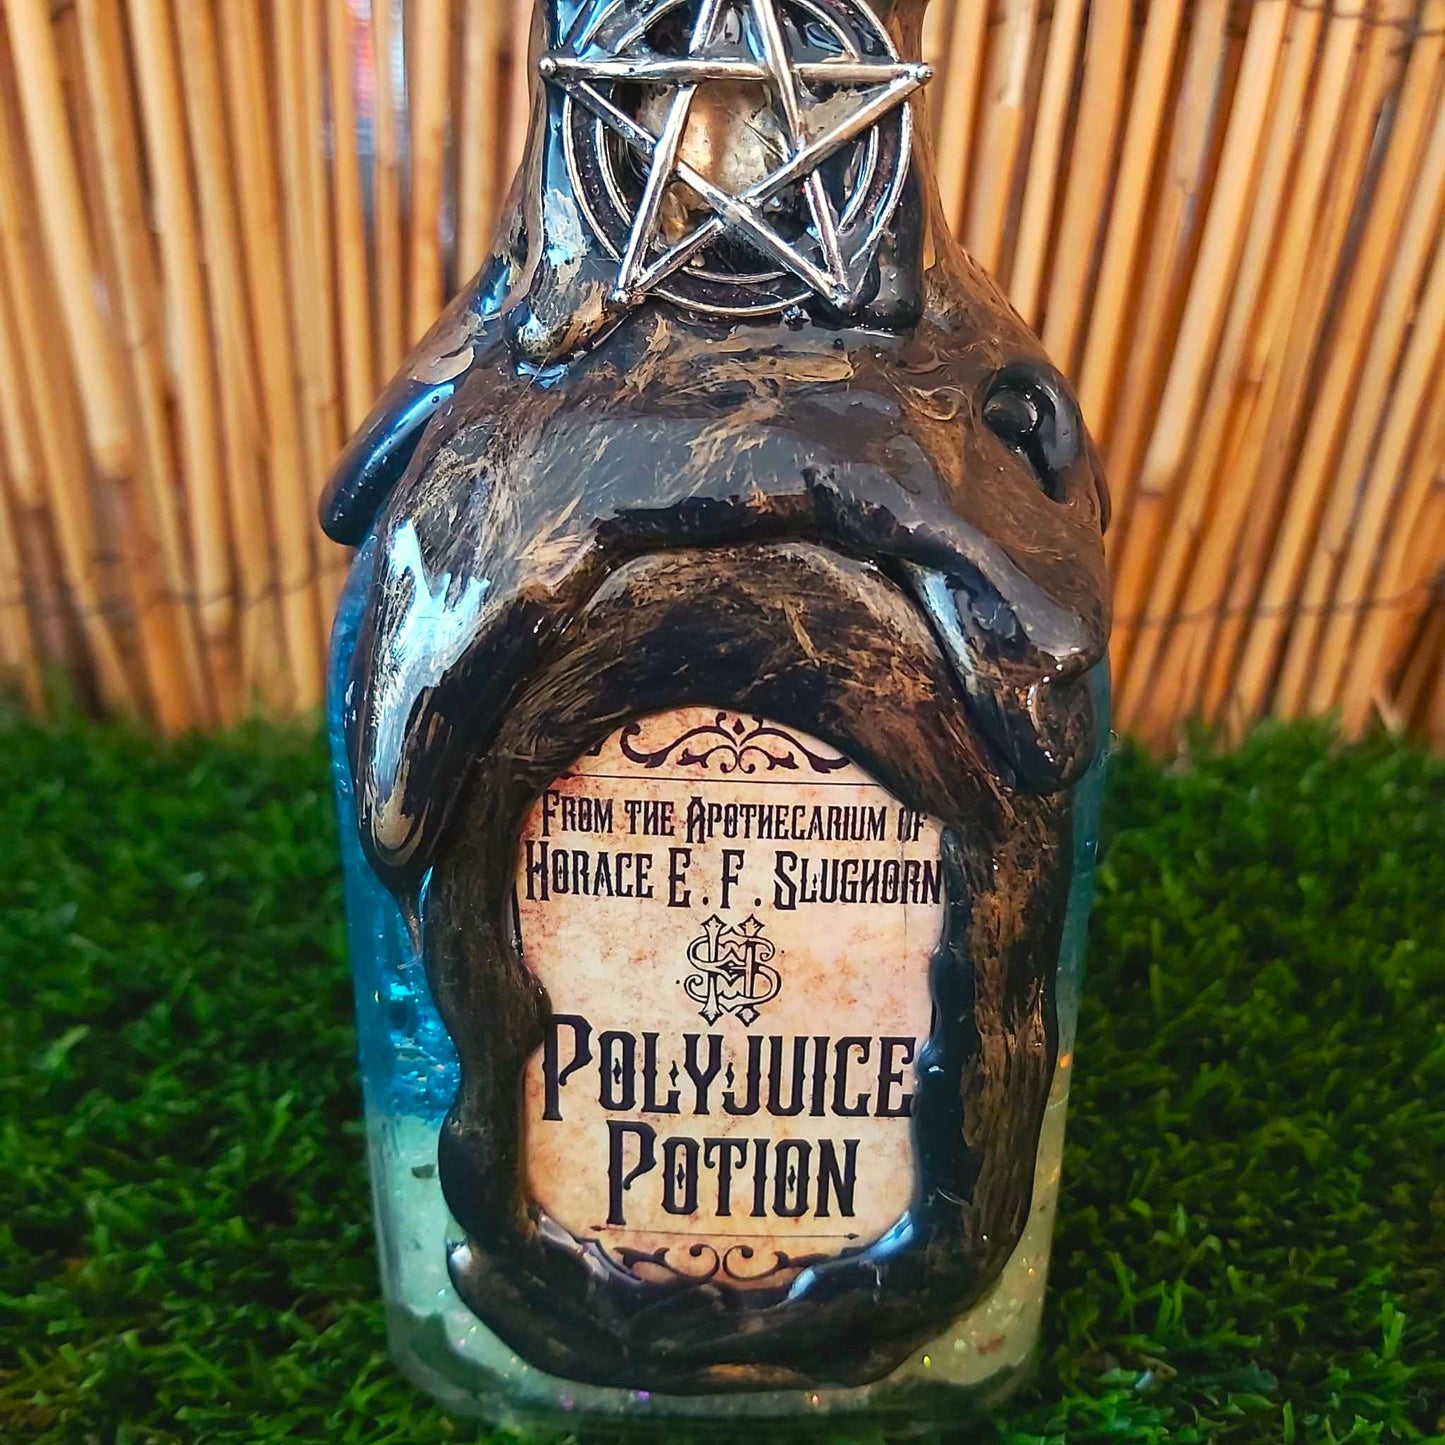 From the Apothecarium of
Horace E. F. Slughorn
Polyjuice
Potion